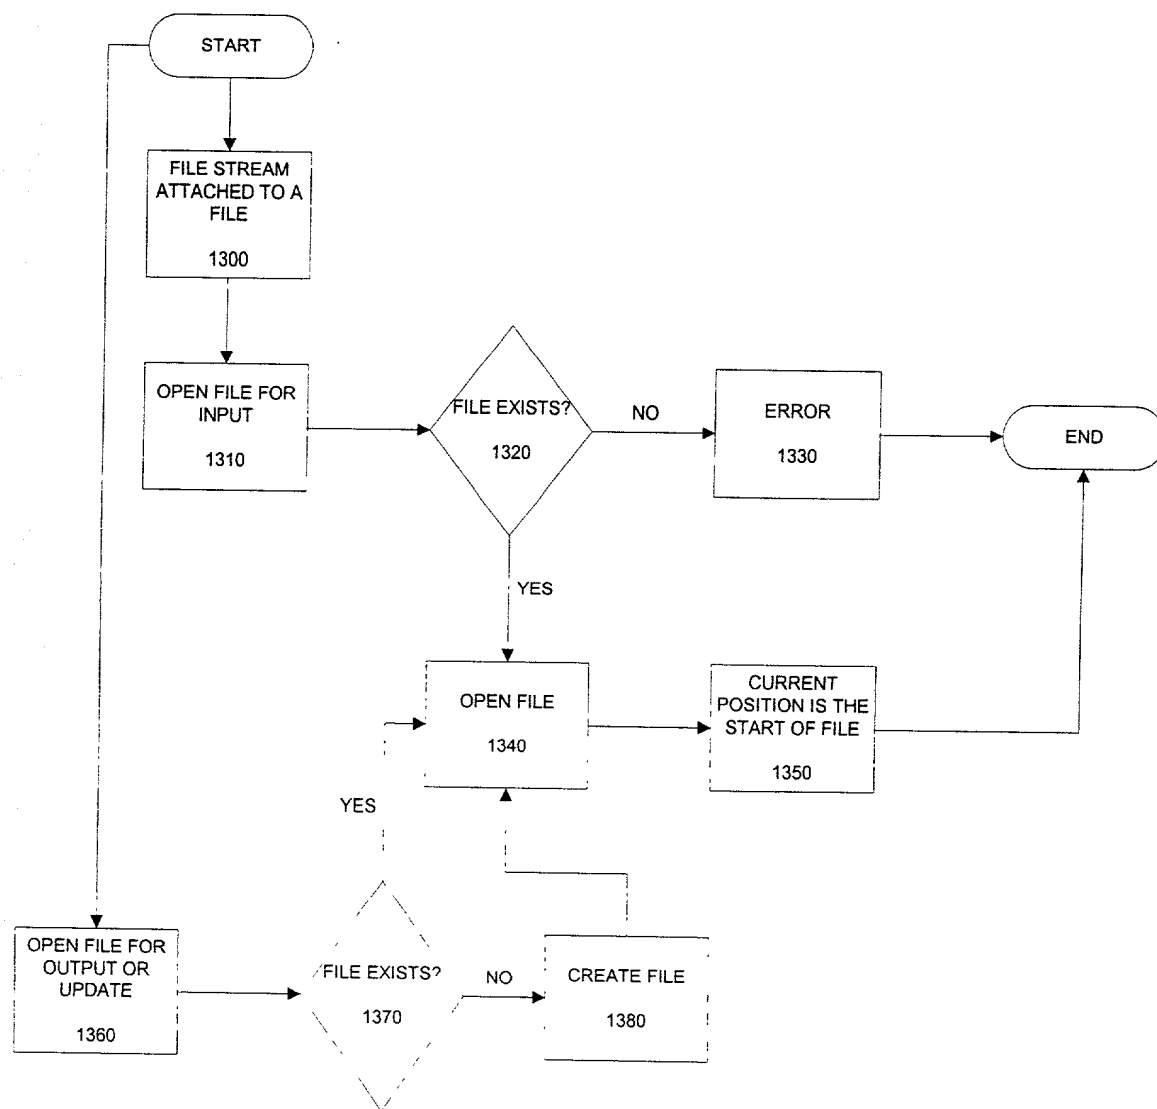 START
FILE STREAM
ATTACHED TO A
FILE
1300
OPEN FILE FOR
INPUT
1310
FILE EXISTS?
1320
NO
ERROR
1330
END
YES
OPEN FILE
1340
CURRENT
POSITION IS THE
START OF FILE
1350
YES
OPEN FILE FOR
OUTPUT OR
UPDATE
1360
FILE EXISTS?
1370
NO
CREATE FILE
1380